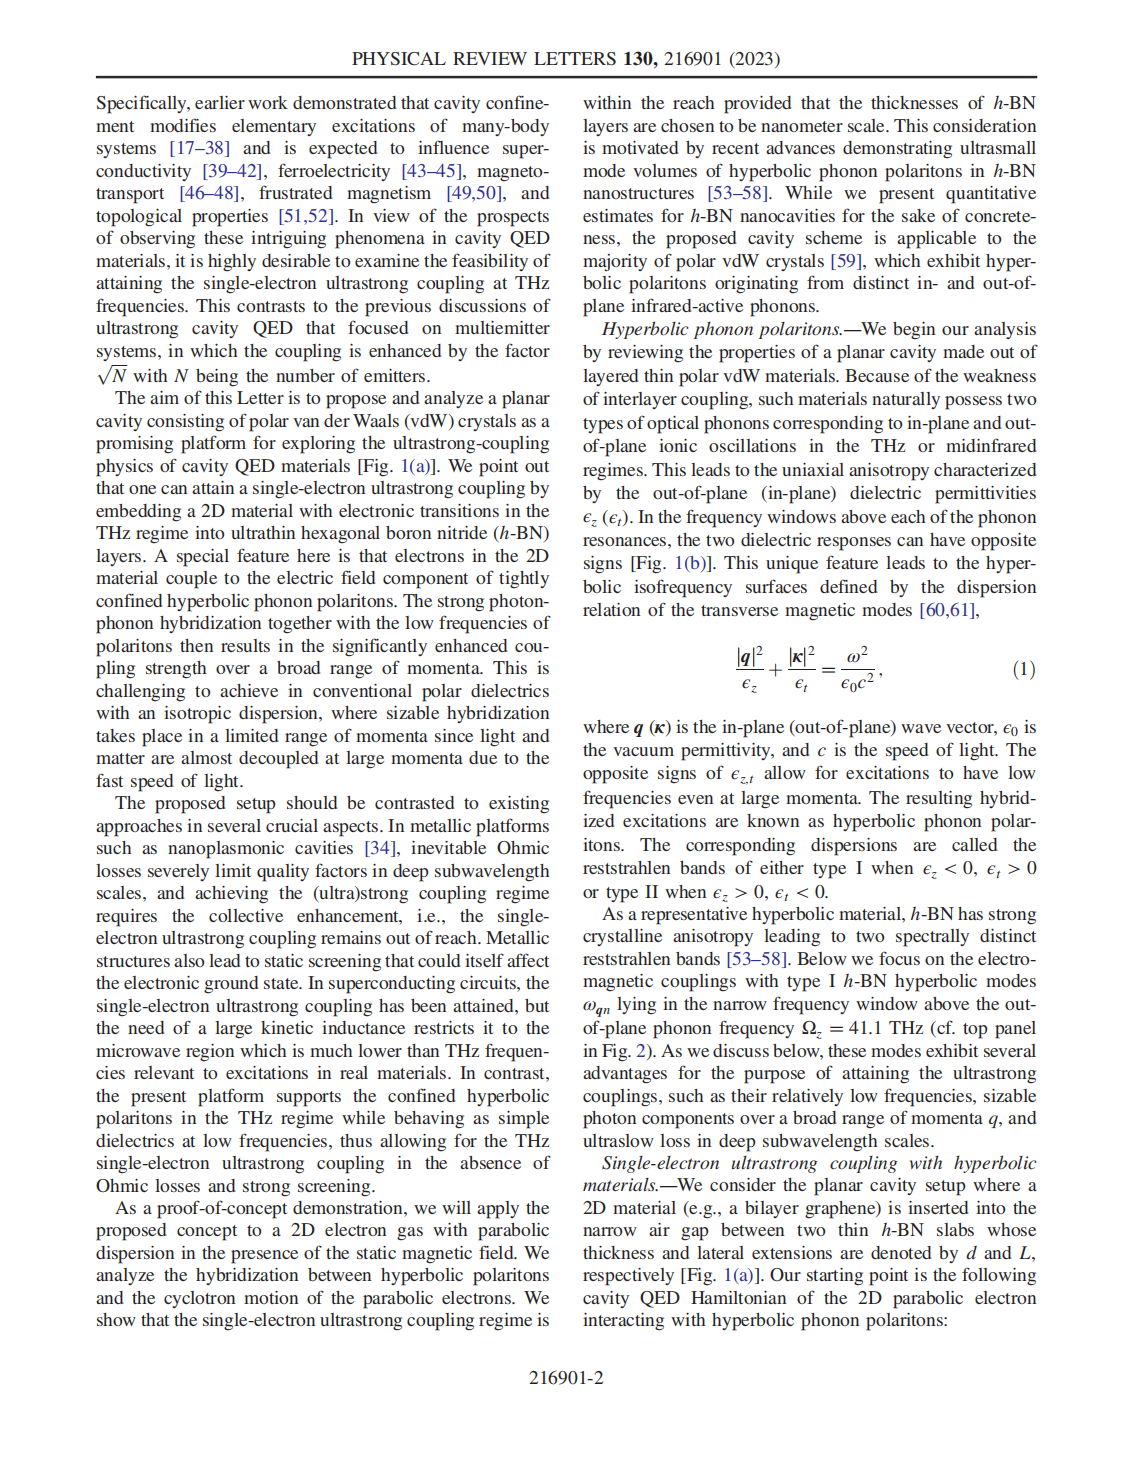 PHYSICAL REVIEW LETTERS 130, 216901 (2023)
Specifically, earlier work demonstrated that cavity confine-
ment modifies elementary excitations of many-body
systems [17–38] and is expected to influence super-
conductivity [39–42], ferroelectricity [43–45], magneto-
transport [46–48], frustrated magnetism [49,50], and
topological properties [51,52]. In view of the prospects
of observing these intriguing phenomena in cavity QED
materials, it is highly desirable to examine the feasibility of
attaining the single-electron ultrastrong coupling at THz
frequencies. This contrasts to the previous discussions of
ultrastrong cavity QED that focused on multiemitter
systems, in which the coupling is enhanced by the factor
√N with N being the number of emitters.
The aim of this Letter is to propose and analyze a planar
cavity consisting of polar van der Waals (vdW) crystals as a
promising platform for exploring the ultrastrong-coupling
physics of cavity QED materials [Fig. 1(a)]. We point out
that one can attain a single-electron ultrastrong coupling by
embedding a 2D material with electronic transitions in the
THz regime into ultrathin hexagonal boron nitride (h-BN)
layers. A special feature here is that electrons in the 2D
material couple to the electric field component of tightly
confined hyperbolic phonon polaritons. The strong photon-
phonon hybridization together with the low frequencies of
polaritons then results in the significantly enhanced cou-
pling strength over a broad range of momenta. This is
challenging to achieve in conventional polar dielectrics
with an isotropic dispersion, where sizable hybridization
takes place in a limited range of momenta since light and
matter are almost decoupled at large momenta due to the
fast speed of light.
The proposed setup should be contrasted to existing
approaches in several crucial aspects. In metallic platforms
such as nanoplasmonic cavities [34], inevitable Ohmic
losses severely limit quality factors in deep subwavelength
scales, and achieving the (ultra)strong coupling regime
requires the collective enhancement, i.e., the single-
electron ultrastrong coupling remains out of reach. Metallic
structures also lead to static screening that could itself affect
the electronic ground state. In superconducting circuits, the
single-electron ultrastrong coupling has been attained, but
the need of a large kinetic inductance restricts it to the
microwave region which is much lower than THz frequen-
cies relevant to excitations in real materials. In contrast,
the present platform supports the confined hyperbolic
polaritons in the THz regime while behaving as simple
dielectrics at low frequencies, thus allowing for the THz
single-electron ultrastrong coupling in the absence of
Ohmic losses and strong screening.
As a proof-of-concept demonstration, we will apply the
proposed concept to a 2D electron gas with parabolic
dispersion in the presence of the static magnetic field. We
analyze the hybridization between hyperbolic polaritons
and the cyclotron motion of the parabolic electrons. We
show that the single-electron ultrastrong coupling regime is
within the reach provided that the thicknesses of h-BN
layers are chosen to be nanometer scale. This consideration
is motivated by recent advances demonstrating ultrasmall
mode volumes of hyperbolic phonon polaritons in h-BN
nanostructures [53–58]. While we present quantitative
estimates for h-BN nanocavities for the sake of concrete-
ness, the proposed cavity scheme is applicable to the
majority of polar vdW crystals [59], which exhibit hyper-
bolic polaritons originating from distinct in- and out-of-
plane infrared-active phonons.
Hyperbolic phonon polaritons.—We begin our analysis
by reviewing the properties of a planar cavity made out of
layered thin polar vdW materials. Because of the weakness
of interlayer coupling, such materials naturally possess two
types of optical phonons corresponding to in-plane and out-
of-plane ionic oscillations in the THz or midinfrared
regimes. This leads to the uniaxial anisotropy characterized
by the out-of-plane (in-plane) dielectric permittivities
ϵz (ϵt). In the frequency windows above each of the phonon
resonances, the two dielectric responses can have opposite
signs [Fig. 1(b)]. This unique feature leads to the hyper-
bolic isofrequency surfaces defined by the dispersion
relation of the transverse magnetic modes [60,61],
|q|²/ϵz + |κ|²/ϵt = ω²/ϵ0c², (1)
where q (κ) is the in-plane (out-of-plane) wave vector, ϵ0 is
the vacuum permittivity, and c is the speed of light. The
opposite signs of ϵz,t allow for excitations to have low
frequencies even at large momenta. The resulting hybrid-
ized excitations are known as hyperbolic phonon polar-
itons. The corresponding dispersions are called the
reststrahlen bands of either type I when ϵz < 0, ϵt > 0
or type II when ϵz > 0, ϵt < 0.
As a representative hyperbolic material, h-BN has strong
crystalline anisotropy leading to two spectrally distinct
reststrahlen bands [53–58]. Below we focus on the electro-
magnetic couplings with type I h-BN hyperbolic modes
ωqn lying in the narrow frequency window above the out-
of-plane phonon frequency Ωz = 41.1 THz (cf. top panel
in Fig. 2). As we discuss below, these modes exhibit several
advantages for the purpose of attaining the ultrastrong
couplings, such as their relatively low frequencies, sizable
photon components over a broad range of momenta q, and
ultraslow loss in deep subwavelength scales.
Single-electron ultrastrong coupling with hyperbolic
materials.—We consider the planar cavity setup where a
2D material (e.g., a bilayer graphene) is inserted into the
narrow air gap between two thin h-BN slabs whose
thickness and lateral extensions are denoted by d and L,
respectively [Fig. 1(a)]. Our starting point is the following
cavity QED Hamiltonian of the 2D parabolic electron
interacting with hyperbolic phonon polaritons:
216901-2